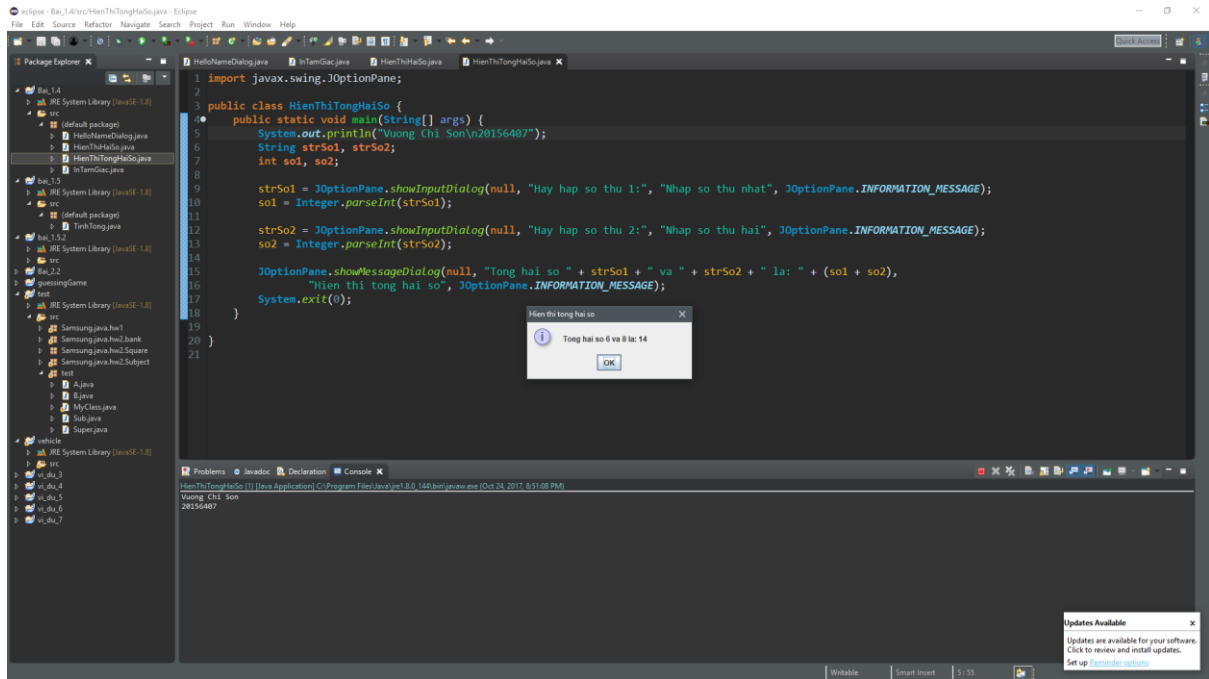 eclipse - Bai_1.4/src/HienThiTongHaiSo.java - Eclipse
File Edit Source Refactor Navigate Search Project Run Window Help
Quick Access
Package Explorer
HelloNameDialog.java InTamGiac.java HienThiHaiSo.java HienThiTongHaiSo.java
Bai_1.4
JRE System Library [JavaSE-1.8]
src
(default package)
HelloNameDialog.java
HienThiHaiSo.java
HienThiTongHaiSo.java
InTamGiac.java
bai_1.5
JRE System Library [JavaSE-1.8]
src
(default package)
TinhTong.java
bai_1.5.2
JRE System Library [JavaSE-1.8]
src
Bai_2.2
guessingGame
test
JRE System Library [JavaSE-1.8]
src
Samsung.java.hw1
Samsung.java.hw2.bank
Samsung.java.hw2.Square
Samsung.java.hw2.Subject
test
A.java
B.java
MyClass.java
Sub.java
Super.java
vehicle
JRE System Library [JavaSE-1.8]
src
vi_du_3
vi_du_4
vi_du_5
vi_du_6
vi_du_7
1 import javax.swing.JOptionPane;
2
3 public class HienThiTongHaiSo {
4 public static void main(String[] args) {
5 System.out.println("Vuong Chi Son\n20156407");
6 String strSo1, strSo2;
7 int so1, so2;
8
9 strSo1 = JOptionPane.showInputDialog(null, "Hay hap so thu 1:", "Nhap so thu nhat", JOptionPane.INFORMATION_MESSAGE);
10 so1 = Integer.parseInt(strSo1);
11
12 strSo2 = JOptionPane.showInputDialog(null, "Hay hap so thu 2:", "Nhap so thu hai", JOptionPane.INFORMATION_MESSAGE);
13 so2 = Integer.parseInt(strSo2);
14
15 JOptionPane.showMessageDialog(null, "Tong hai so " + strSo1 + " va " + strSo2 + " la: " + (so1 + so2),
16 "Hien thi tong hai so", JOptionPane.INFORMATION_MESSAGE);
17 System.exit(0);
18 }
19
20 }
21
Hien thi tong hai so
Tong hai so 6 va 8 la: 14
OK
Problems Javadoc Declaration Console
HienThiTongHaiSo (1) [Java Application] C:\Program Files\Java\jre1.8.0_144\bin\javaw.exe (Oct 24, 2017, 8:51:08 PM)
Vuong Chi Son
20156407
Updates Available
Updates are available for your software.
Click to review and install updates.
Set up Reminder options
Writable Smart Insert 5 : 55